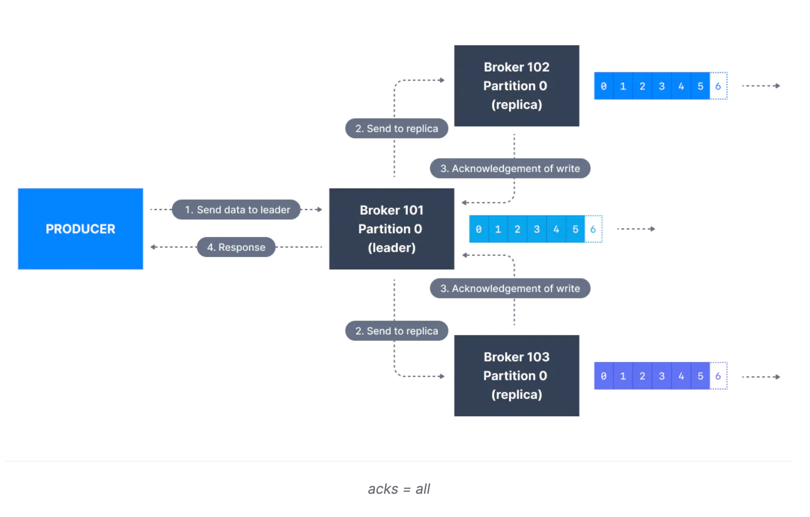 Broker 102
Partition 0
(replica)
0 1 2 3 4 5 6
2. Send to replica
3. Acknowledgement of write
PRODUCER
1. Send data to leader
4. Response
Broker 101
Partition 0
(leader)
0 1 2 3 4 5 6
3. Acknowledgement of write
2. Send to replica
Broker 103
Partition 0
(replica)
0 1 2 3 4 5 6
acks = all